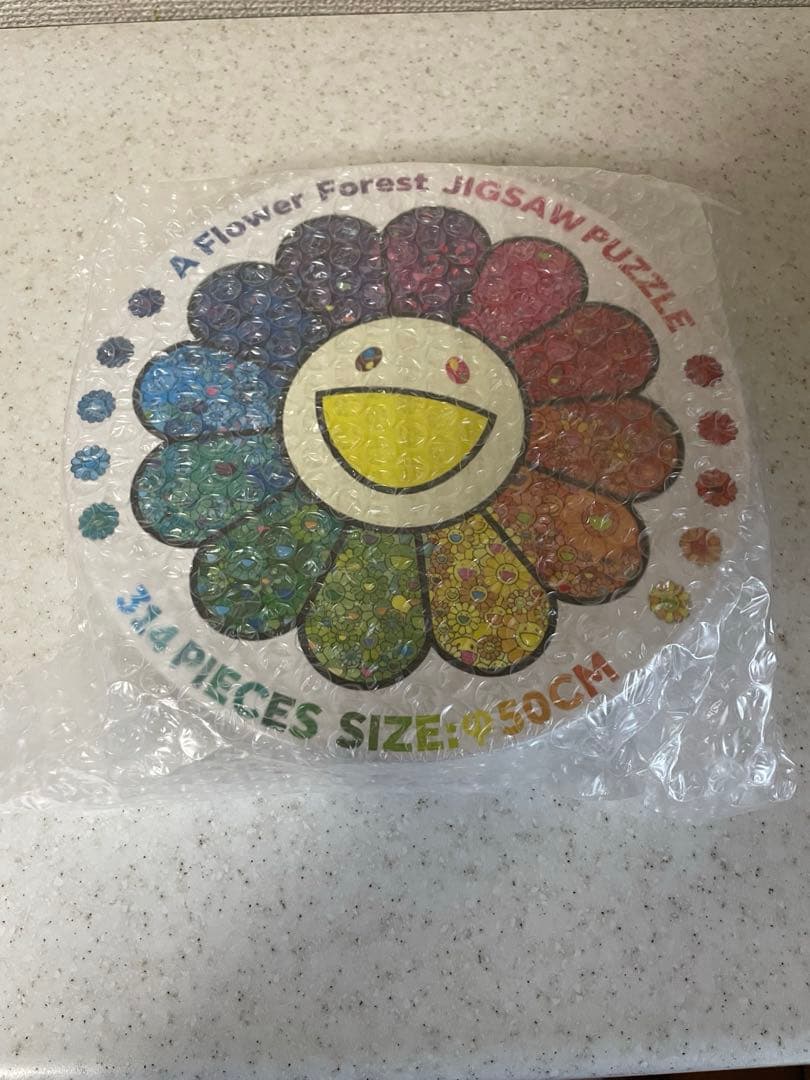 A Flower Forest JIGSAW PUZZLE
314 PIECES SIZE:φ50CM